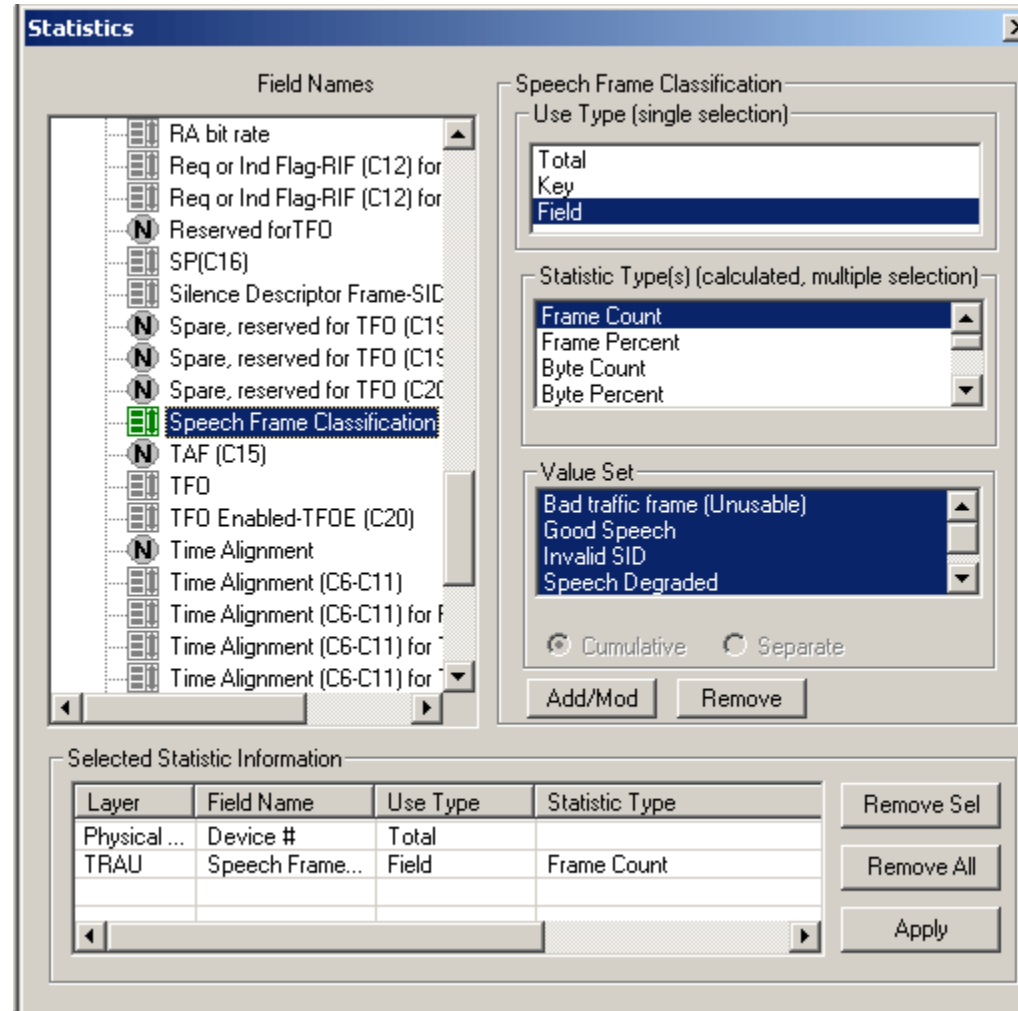 Statistics
Field Names
RA bit rate
Req or Ind Flag-RIF (C12) for
Req or Ind Flag-RIF (C12) for
N Reserved forTFO
SP(C16)
Silence Descriptor Frame-SID
N Spare, reserved for TFO (C19
N Spare, reserved for TFO (C19
N Spare, reserved for TFO (C20
Speech Frame Classification
N TAF (C15)
TFO
TFO Enabled-TFOE (C20)
N Time Alignment
Time Alignment (C6-C11)
Time Alignment (C6-C11) for
Time Alignment (C6-C11) for
Time Alignment (C6-C11) for
Speech Frame Classification
Use Type (single selection)
Total
Key
Field
Statistic Type(s) (calculated, multiple selection)
Frame Count
Frame Percent
Byte Count
Byte Percent
Value Set
Bad traffic frame (Unusable)
Good Speech
Invalid SID
Speech Degraded
Cumulative Separate
Add/Mod Remove
Selected Statistic Information
Layer Field Name Use Type Statistic Type
Physical ... Device # Total
TRAU Speech Frame... Field Frame Count
Remove Sel
Remove All
Apply